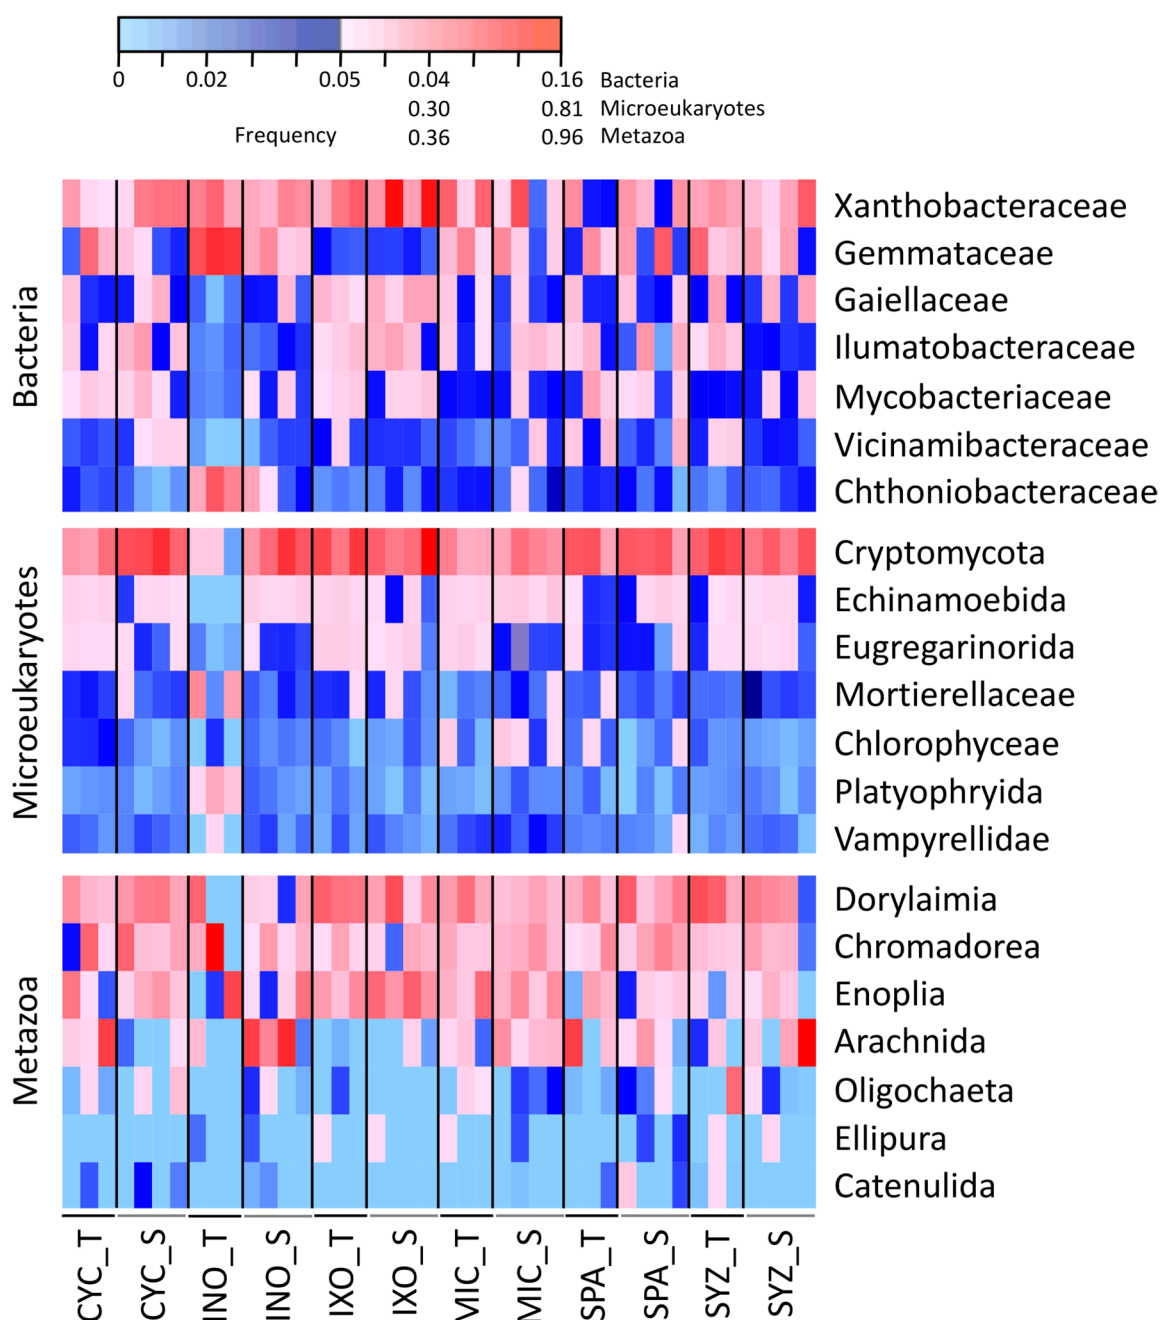 0 0.02 0.05 0.04 0.16 Bacteria
0.30 0.81 Microeukaryotes
Frequency 0.36 0.96 Metazoa
Bacteria
Xanthobacteraceae
Gemmataceae
Gaiellaceae
Ilumatobacteraceae
Mycobacteriaceae
Vicinamibacteraceae
Chthoniobacteraceae
Microeukaryotes
Cryptomycota
Echinamoebida
Eugregarinorida
Mortierellaceae
Chlorophyceae
Platyophryida
Vampyrellidae
Metazoa
Dorylaimia
Chromadorea
Enoplia
Arachnida
Oligochaeta
Ellipura
Catenulida
CYC_T CYC_S INO_T INO_S IXO_T IXO_S MIC_T MIC_S SPA_T SPA_S SYZ_T SYZ_S